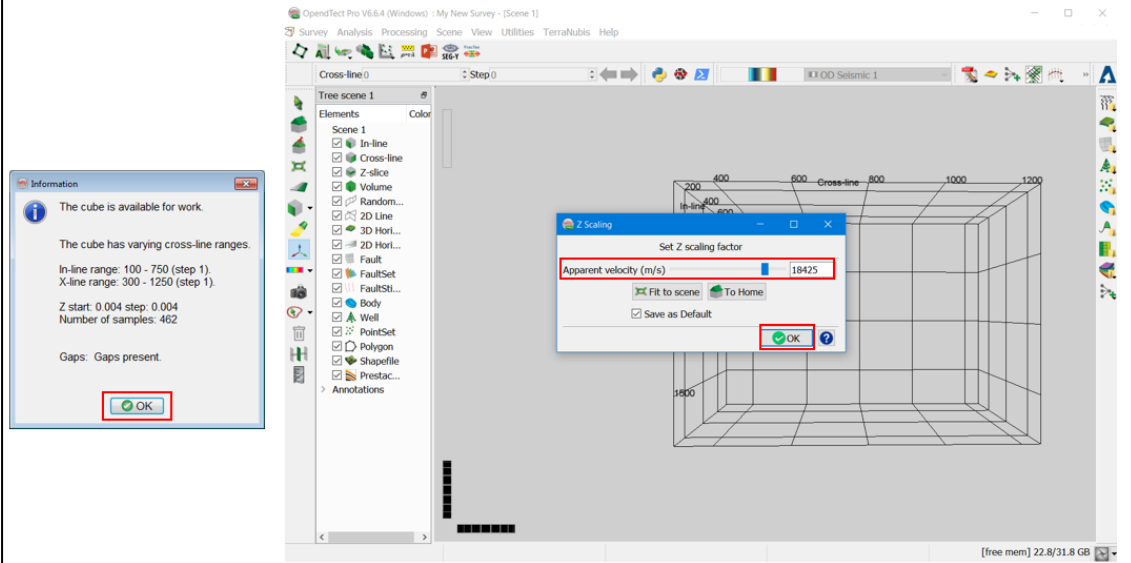 OpendTect Pro V6.6.4 (Windows) : My New Survey - [Scene 1]
Survey Analysis Processing Scene View Utilities TerraNubis Help
SEG-Y
Cross-line 0 Step 0 OD Seismic 1
Tree scene 1
Elements Color
Scene 1
In-line
Cross-line
Z-slice
Volume
Random...
2D Line
3D Hori...
2D Hori...
Fault
FaultSet
FaultSti...
Body
Well
PointSet
Polygon
Shapefile
Prestac...
Annotations
Information
The cube is available for work.
The cube has varying cross-line ranges.
In-line range: 100 - 750 (step 1).
X-line range: 300 - 1250 (step 1).
Z start: 0.004 step: 0.004
Number of samples: 462
Gaps: Gaps present.
OK
200 400 600 Cross-line 800 1000 1200
In-line 400
600
Z Scaling
Set Z scaling factor
Apparent velocity (m/s) 18425
Fit to scene To Home
Save as Default
OK
[free mem] 22.8/31.8 GB